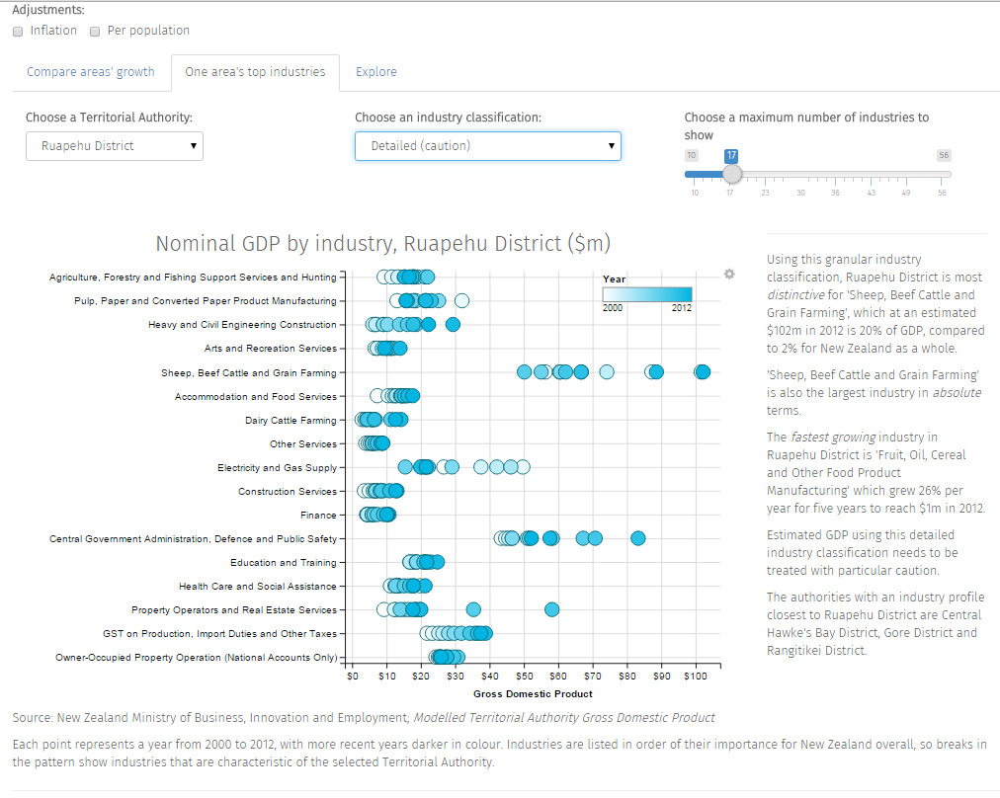 Adjustments:
Inflation Per population
Compare areas' growth One area's top industries Explore
Choose a Territorial Authority:
Ruapehu District
Choose an industry classification:
Detailed (caution)
Choose a maximum number of industries to
show
10 17 56
10 17 23 30 36 43 49 56
Nominal GDP by industry, Ruapehu District ($m)
Year
2000 2012
Agriculture, Forestry and Fishing Support Services and Hunting
Pulp, Paper and Converted Paper Product Manufacturing
Heavy and Civil Engineering Construction
Arts and Recreation Services
Sheep, Beef Cattle and Grain Farming
Accommodation and Food Services
Dairy Cattle Farming
Other Services
Electricity and Gas Supply
Construction Services
Finance
Central Government Administration, Defence and Public Safety
Education and Training
Health Care and Social Assistance
Property Operators and Real Estate Services
GST on Production, Import Duties and Other Taxes
Owner-Occupied Property Operation (National Accounts Only)
$0 $10 $20 $30 $40 $50 $60 $70 $80 $90 $100
Gross Domestic Product
Using this granular industry
classification, Ruapehu District is most
distinctive for 'Sheep, Beef Cattle and
Grain Farming', which at an estimated
$102m in 2012 is 20% of GDP, compared
to 2% for New Zealand as a whole.
'Sheep, Beef Cattle and Grain Farming'
is also the largest industry in absolute
terms.
The fastest growing industry in
Ruapehu District is 'Fruit, Oil, Cereal
and Other Food Product
Manufacturing' which grew 26% per
year for five years to reach $1m in 2012.
Estimated GDP using this detailed
industry classification needs to be
treated with particular caution.
The authorities with an industry profile
closest to Ruapehu District are Central
Hawke's Bay District, Gore District and
Rangitikei District.
Source: New Zealand Ministry of Business, Innovation and Employment; Modelled Territorial Authority Gross Domestic Product
Each point represents a year from 2000 to 2012, with more recent years darker in colour. Industries are listed in order of their importance for New Zealand overall, so breaks in
the pattern show industries that are characteristic of the selected Territorial Authority.